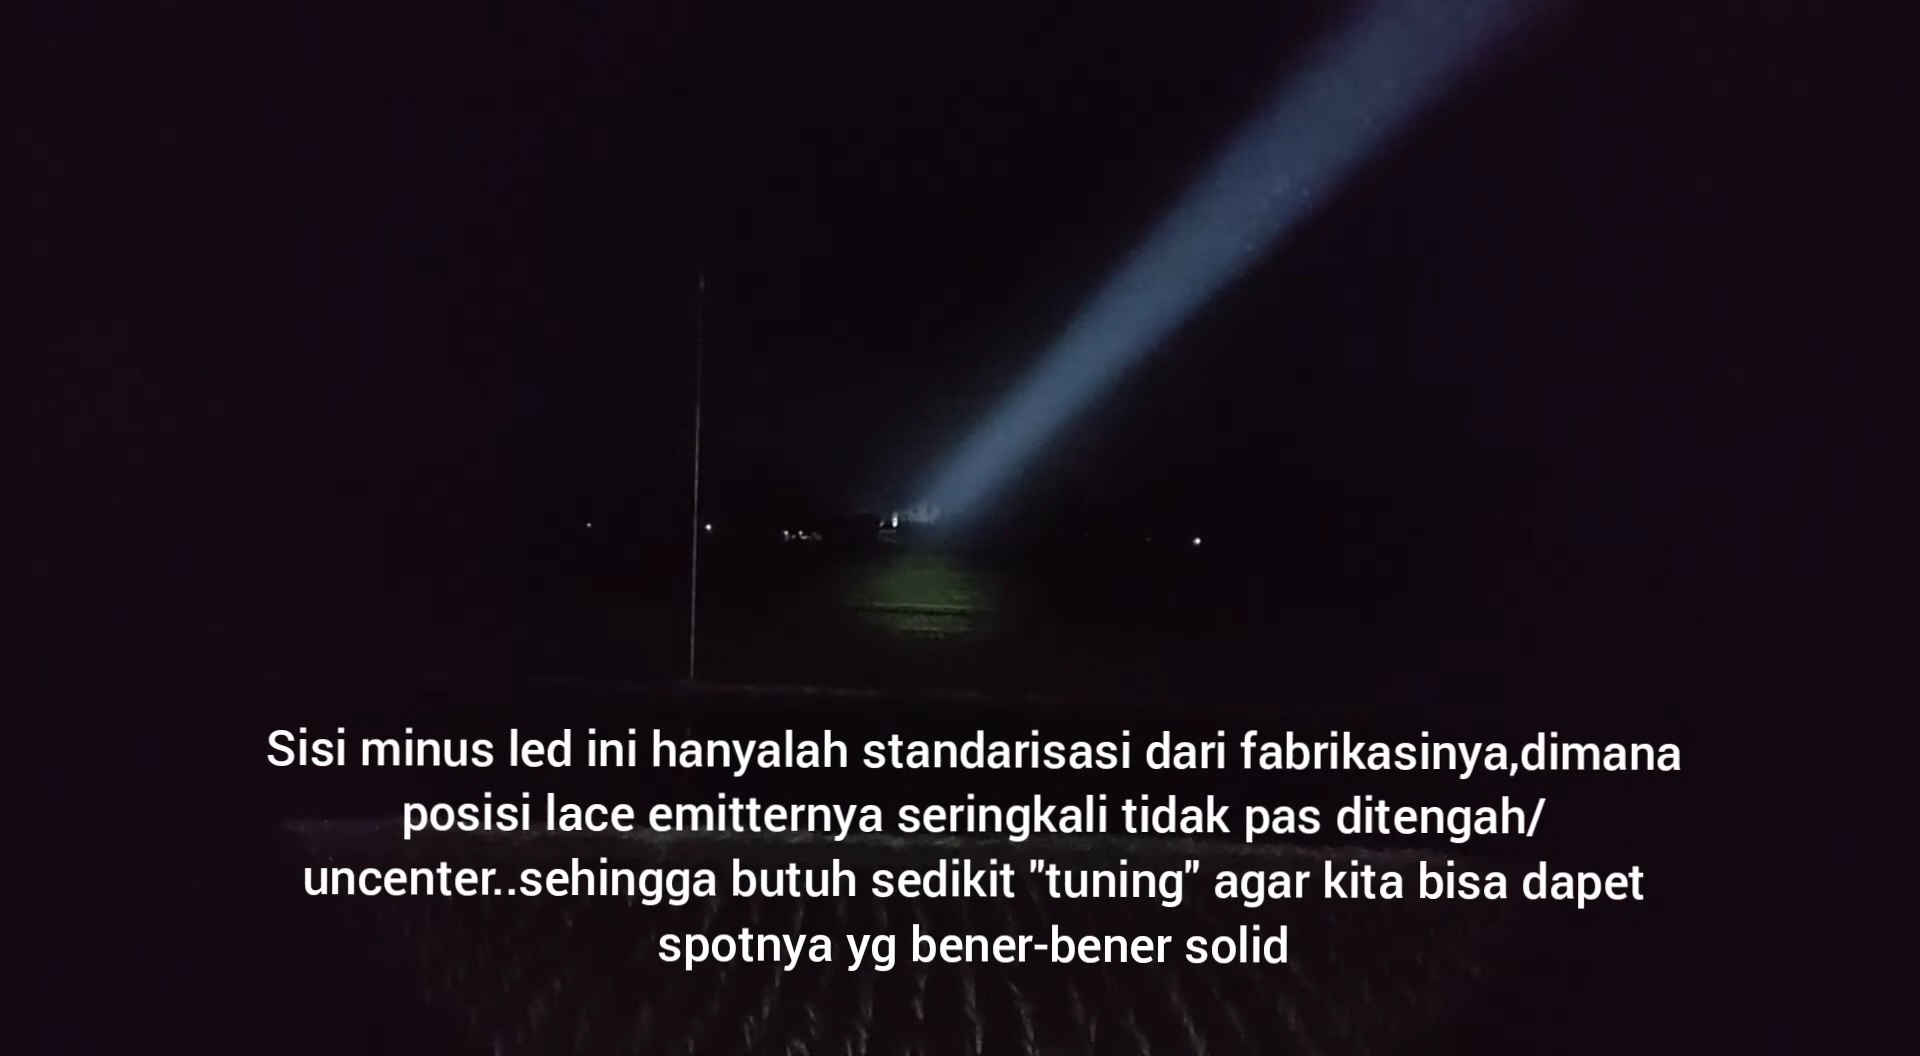 Sisi minus led ini hanyalah standarisasi dari fabrikasinya,dimana
posisi lace emitternya seringkali tidak pas ditengah/
uncenter..sehingga butuh sedikit "tuning" agar kita bisa dapet
spotnya yg bener-bener solid